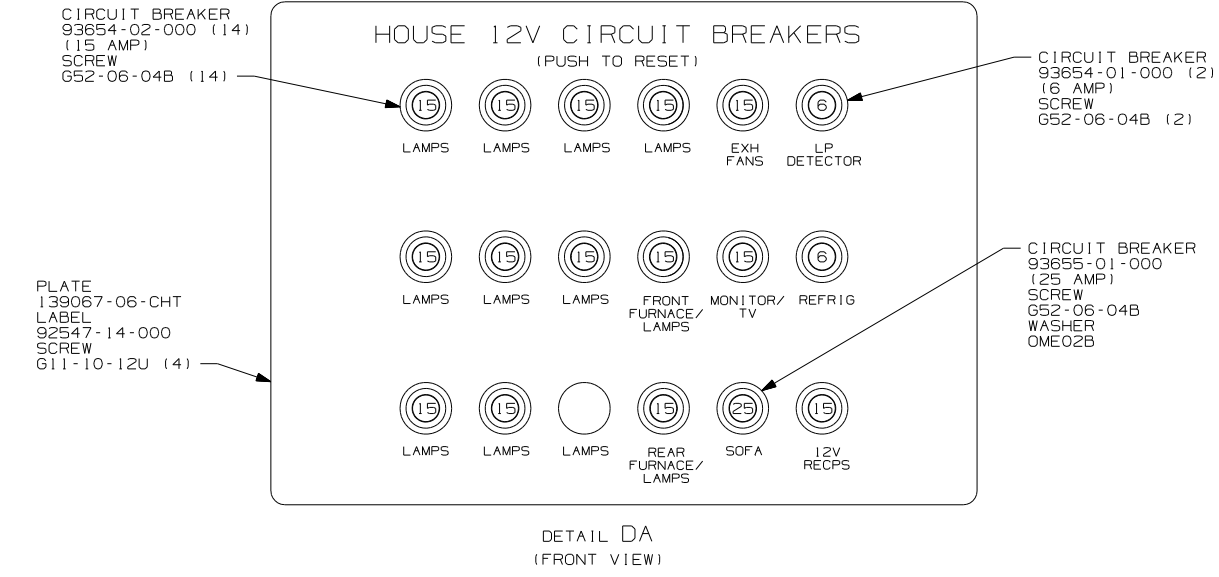 CIRCUIT BREAKER
93654-02-000 (14)
(15 AMP)
SCREW
G52-06-04B (14)
HOUSE 12V CIRCUIT BREAKERS
(PUSH TO RESET)
CIRCUIT BREAKER
93654-01-000 (2)
(6 AMP)
SCREW
G52-06-04B (2)
15 15 15 15 15 6
LAMPS LAMPS LAMPS LAMPS EXH FANS LP DETECTOR
15 15 15 15 15 6
LAMPS LAMPS LAMPS FRONT FURNACE/ LAMPS MONITOR/ TV REFRIG
CIRCUIT BREAKER
93655-01-000
(25 AMP)
SCREW
G52-06-04B
WASHER
OME02B
PLATE
139067-06-CHT
LABEL
92547-14-000
SCREW
G11-10-12U (4)
15 15 15 25 15
LAMPS LAMPS LAMPS REAR FURNACE/ LAMPS SOFA 12V RECPS
DETAIL DA
(FRONT VIEW)